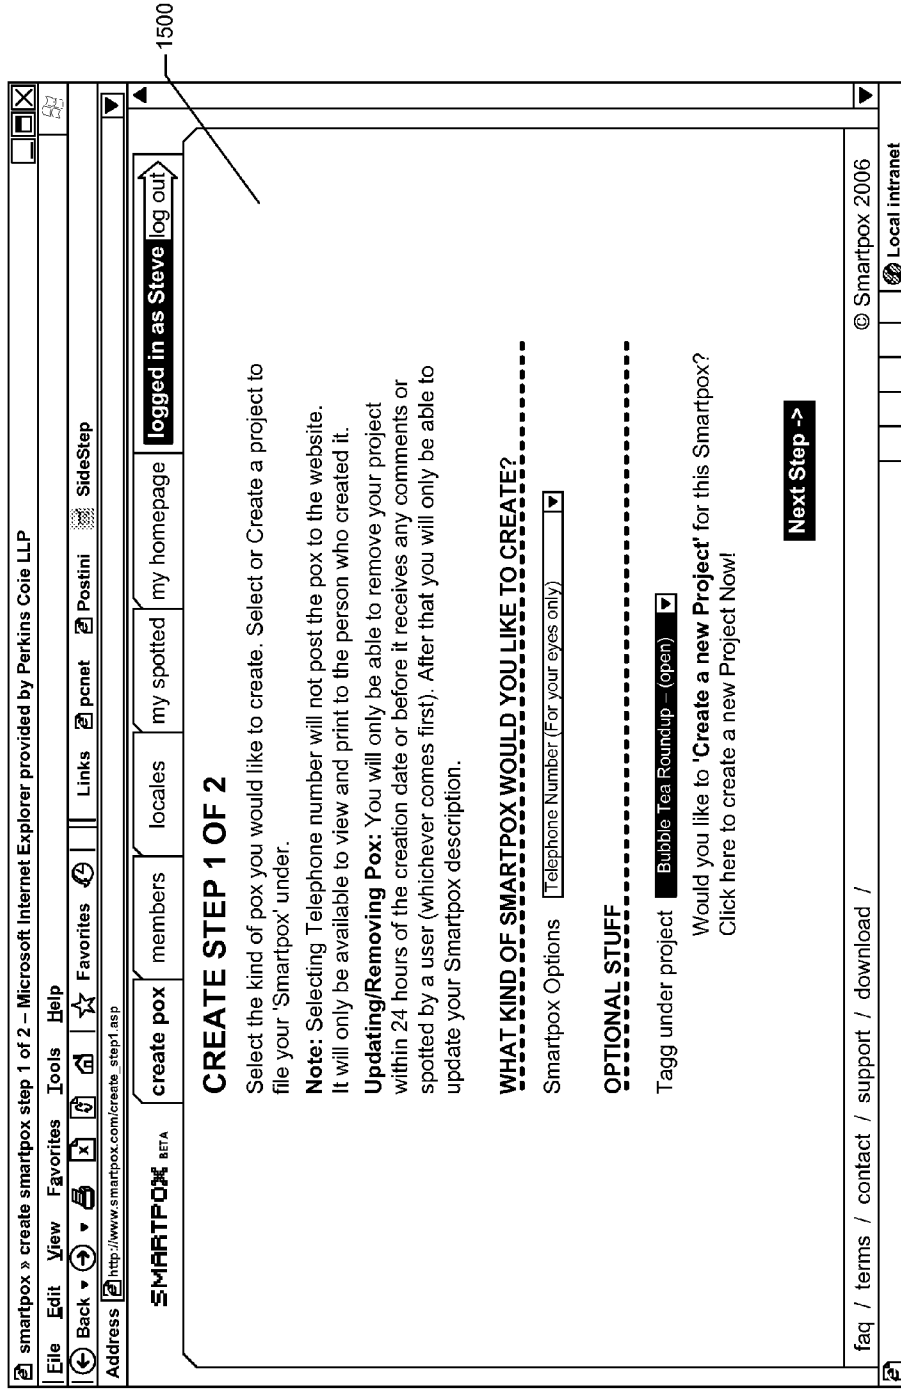 1500
smartpox » create smartpox step 1 of 2 – Microsoft Internet Explorer provided by Perkins Coie LLP
File Edit View Favorites Tools Help
Back Favorites Links pcnet Postini SideStep
Address http://www.smartpox.com/create_step1.asp
SMARTPOX BETA create pox members locales my spotted my homepage logged in as Steve log out
CREATE STEP 1 OF 2
Select the kind of pox you would like to create. Select or Create a project to
file your 'Smartpox' under.
Note: Selecting Telephone number will not post the pox to the website.
It will only be available to view and print to the person who created it.
Updating/Removing Pox: You will only be able to remove your project
within 24 hours of the creation date or before it receives any comments or
spotted by a user (whichever comes first). After that you will only be able to
update your Smartpox description.
WHAT KIND OF SMARTPOX WOULD YOU LIKE TO CREATE?
Smartpox Options Telephone Number (For your eyes only)
OPTIONAL STUFF
Tagg under project Bubble Tea Roundup – (open)
Would you like to 'Create a new Project' for this Smartpox?
Click here to create a new Project Now!
Next Step ->
faq / terms / contact / support / download / © Smartpox 2006
Local intranet